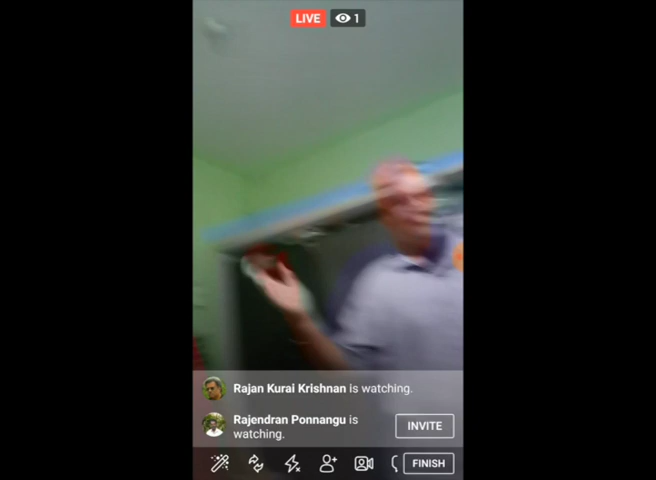 LIVE 1
Rajan Kurai Krishnan is watching.
Rajendran Ponnangu is
watching.
INVITE
FINISH